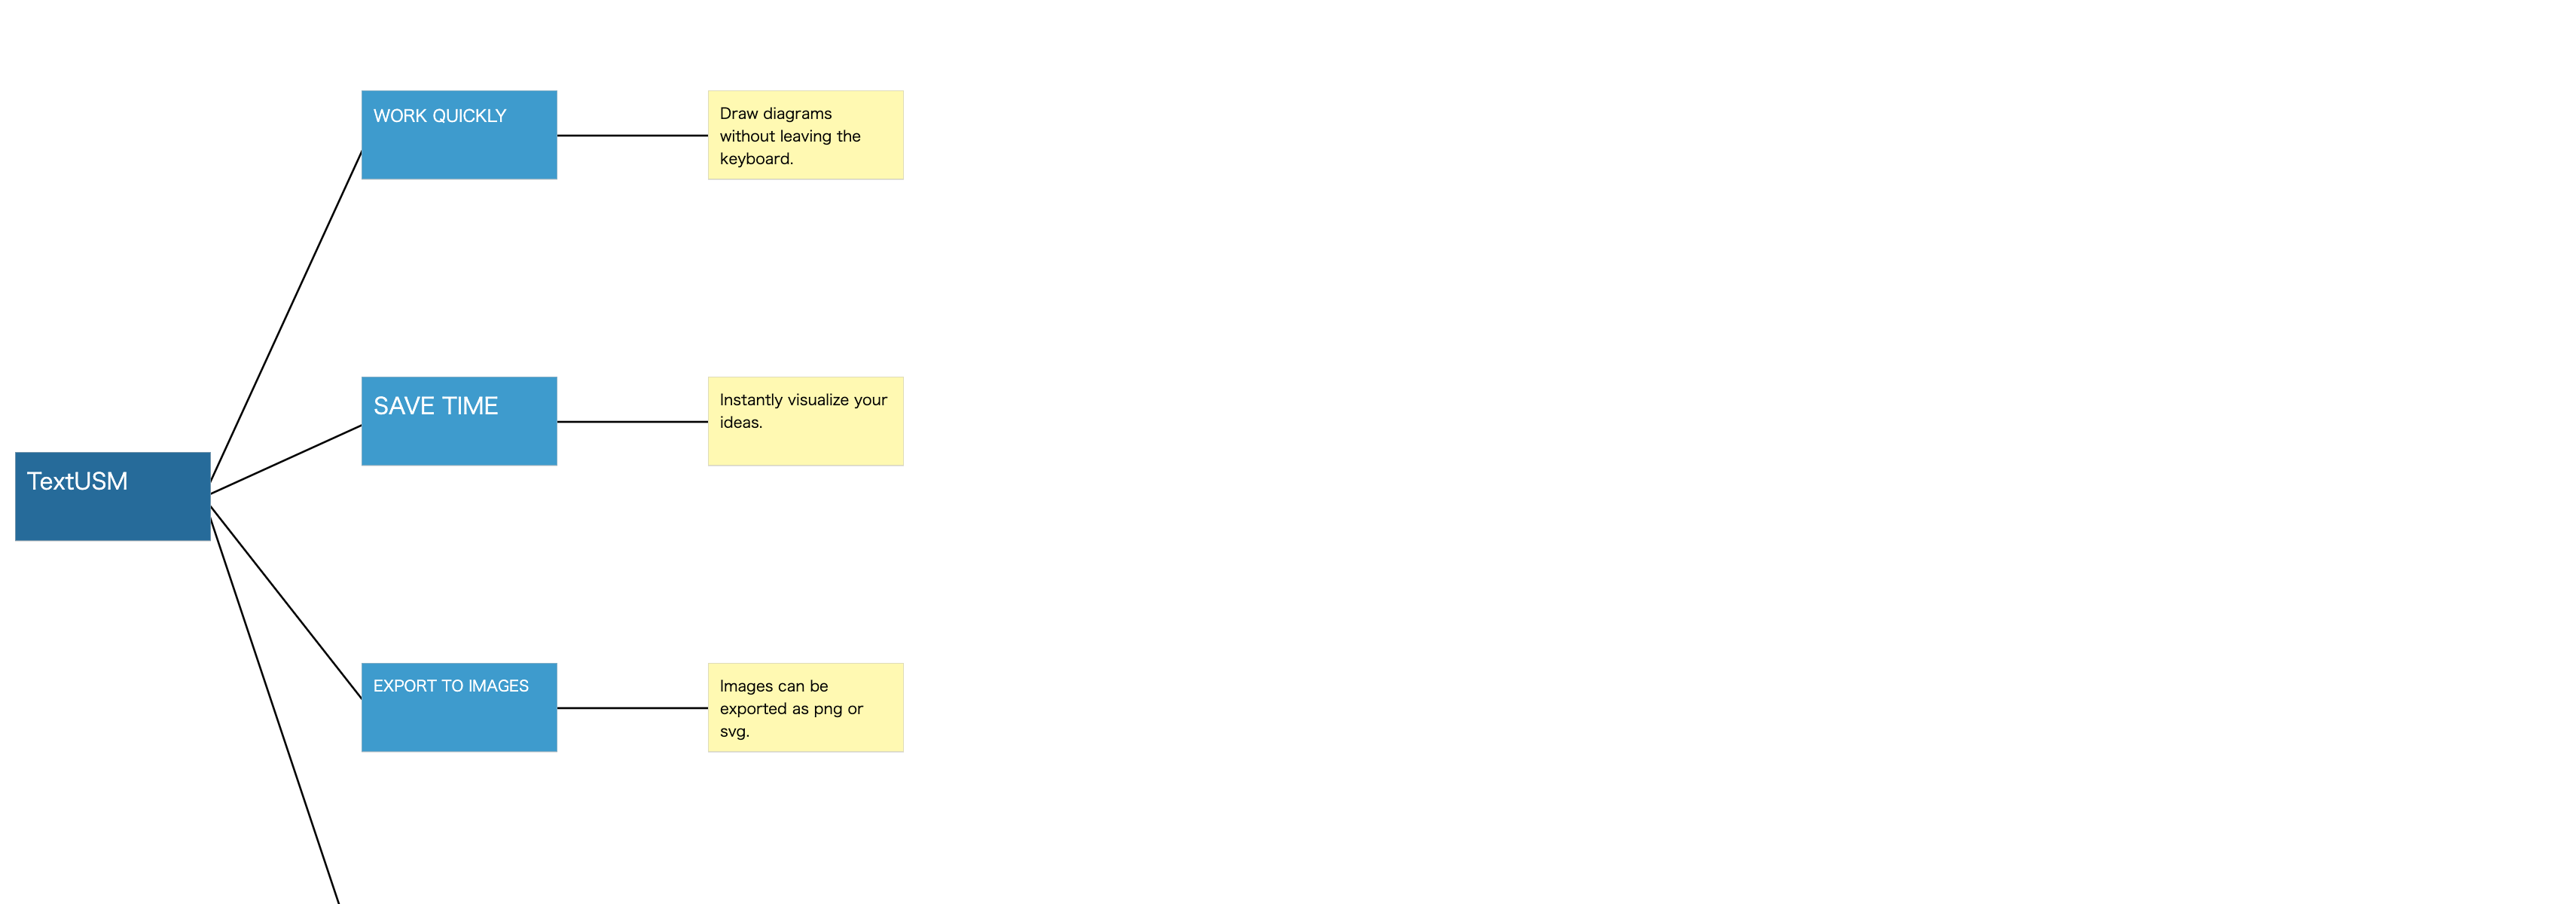 WORK QUICKLY
Draw diagrams
without leaving the
keyboard.
SAVE TIME
Instantly visualize your
ideas.
TextUSM
EXPORT TO IMAGES
Images can be
exported as png or
svg.